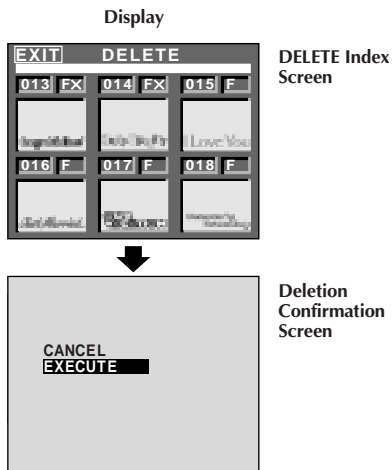 Display
EXIT DELETE
DELETE Index
Screen
013 FX 014 FX 015 F
I Love You
016 F 017 F 018 F
Deletion
Confirmation
Screen
CANCEL
EXECUTE